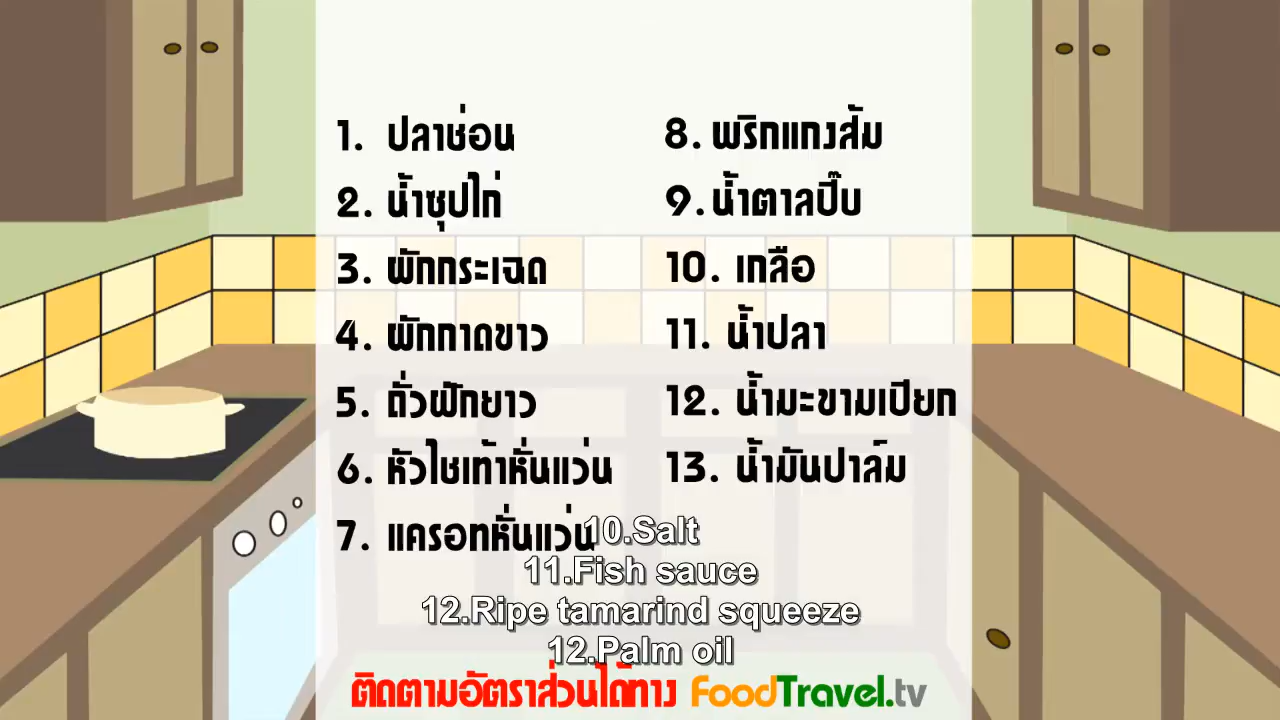 1. ปลาช่อน
2. น้ำซุปไก่
3. ผักกระเฉด
4. ผักกาดขาว
5. ถั่วฝักยาว
6. หัวไชเท้าหั่นแว่น
7. แครอทหั่นแว่น
8. พริกแกงส้ม
9. น้ำตาลปี๊บ
10. เกลือ
11. น้ำปลา
12. น้ำมะขามเปียก
13. น้ำมันปาล์ม
10.Salt
11.Fish sauce
12.Ripe tamarind squeeze
12.Palm oil
ติดตามอัตราส่วนได้ทาง FoodTravel.tv